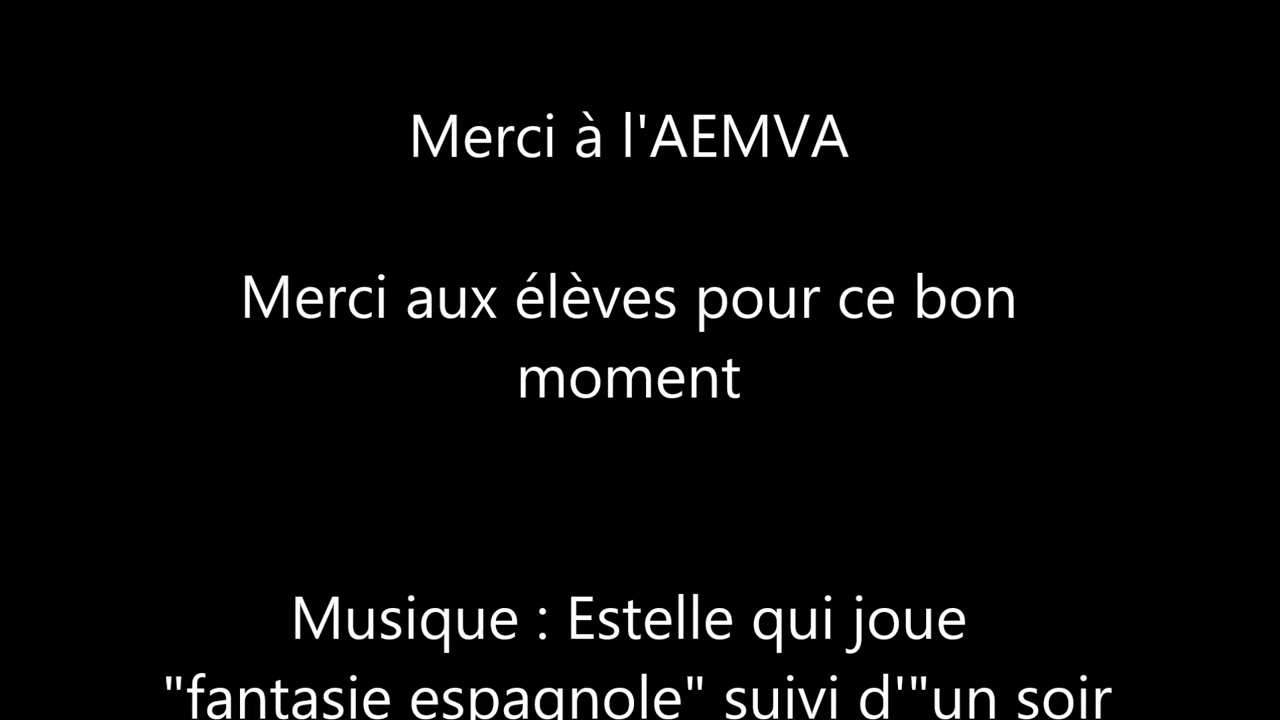 Merci à l'AEMVA
Merci aux élèves pour ce bon
moment
Musique : Estelle qui joue
"fantasie espagnole" suivi d'"un soir